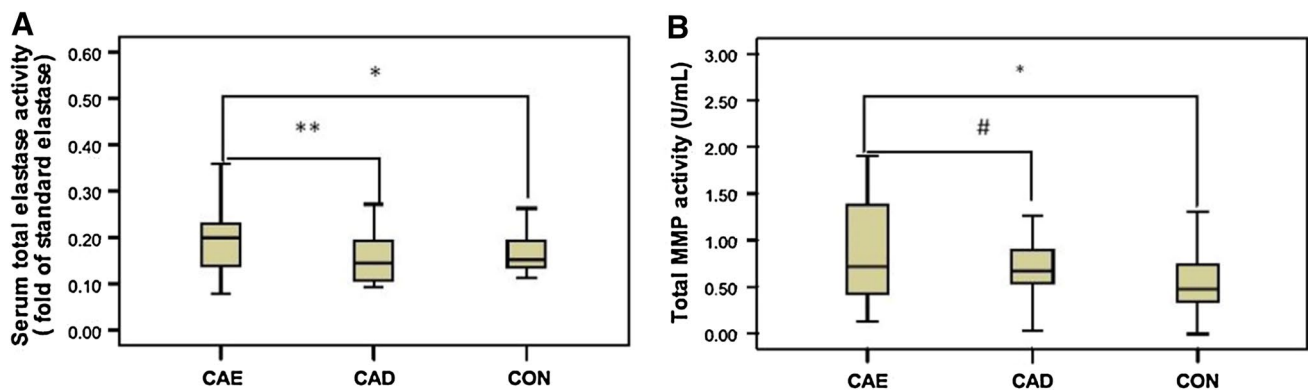 A
Serum total elastase activity
( fold of standard elastase)
0.60
0.50
0.40
0.30
0.20
0.10
0.00
*
**
CAE
CAD
CON
B
Total MMP activity (U/mL)
3.00
2.50
2.00
1.50
1.00
0.50
0.00
*
#
CAE
CAD
CON